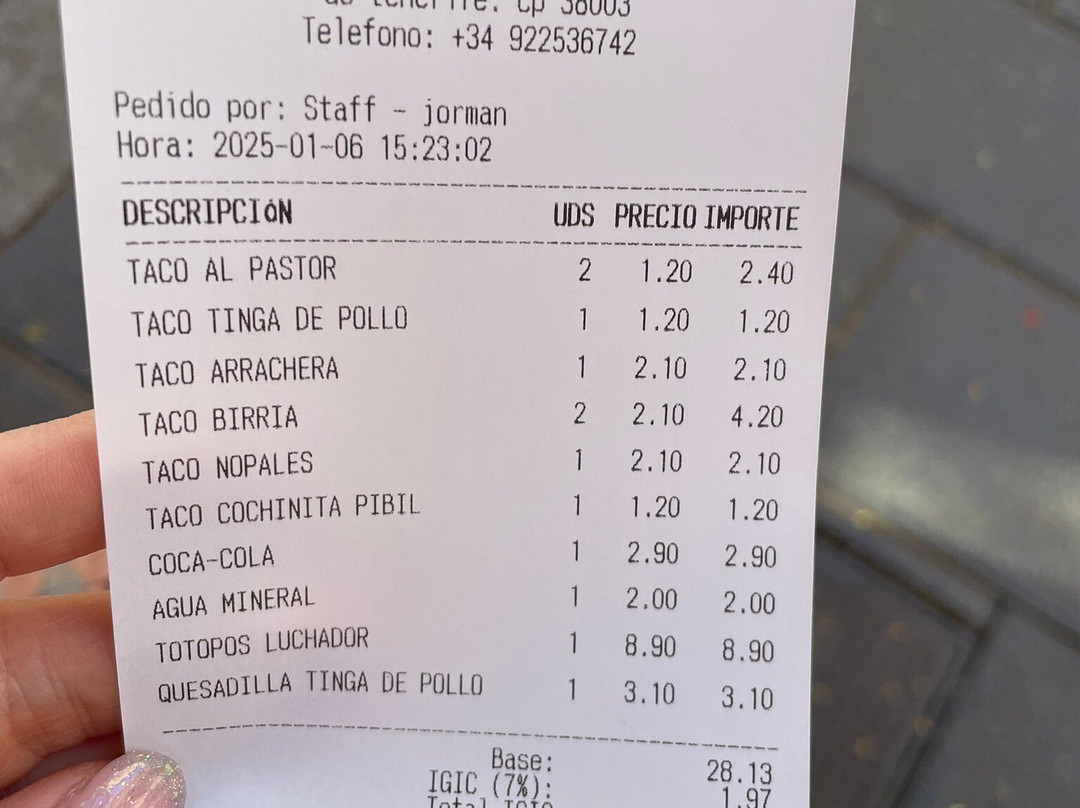 Tenerife. Cp 38003
Telefono: +34 922536742
Pedido por: Staff - jorman
Hora: 2025-01-06 15:23:02
DESCRIPCIóN UDS PRECIO IMPORTE
TACO AL PASTOR 2 1.20 2.40
TACO TINGA DE POLLO 1 1.20 1.20
TACO ARRACHERA 1 2.10 2.10
TACO BIRRIA 2 2.10 4.20
TACO NOPALES 1 2.10 2.10
TACO COCHINITA PIBIL 1 1.20 1.20
COCA-COLA 1 2.90 2.90
AGUA MINERAL 1 2.00 2.00
TOTOPOS LUCHADOR 1 8.90 8.90
QUESADILLA TINGA DE POLLO 1 3.10 3.10
Base: 28.13
IGIC (7%): 1.97
Total IGIC